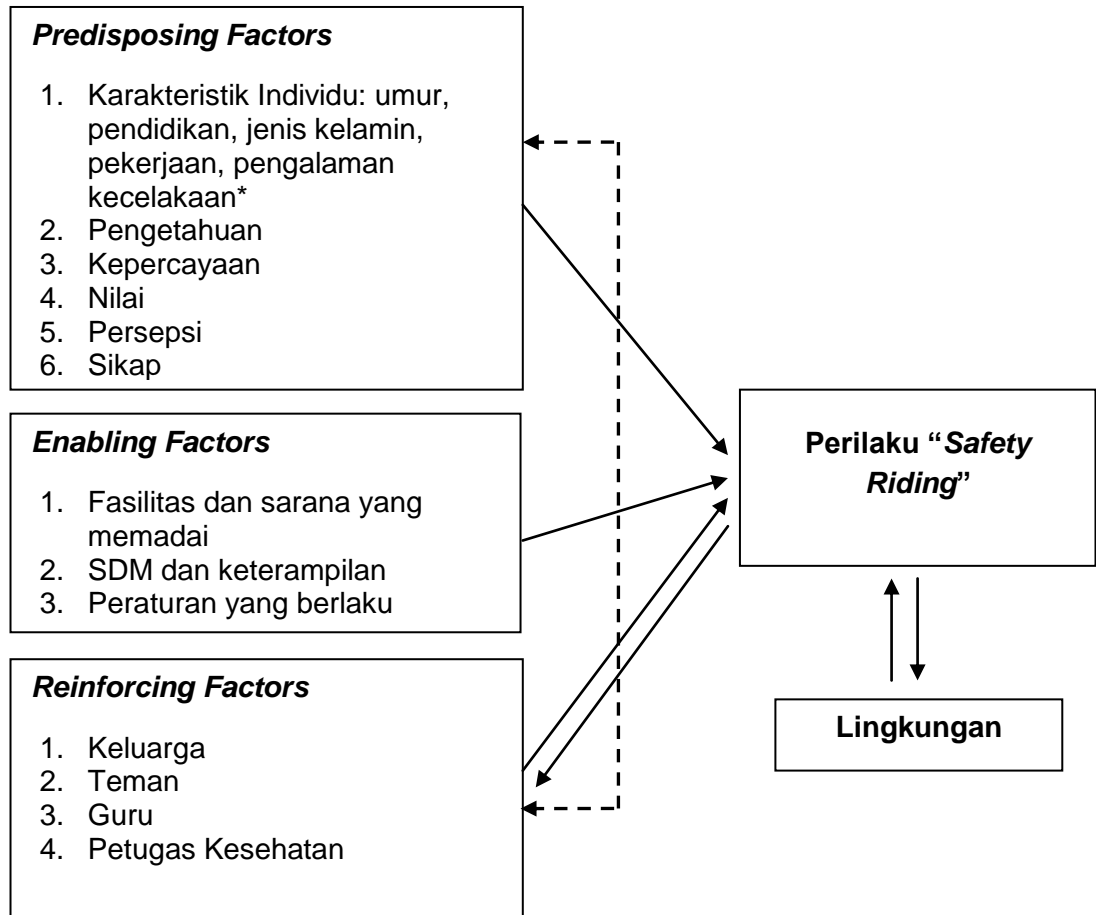 Predisposing Factors
1. Karakteristik Individu: umur,
pendidikan, jenis kelamin,
pekerjaan, pengalaman
kecelakaan*
2. Pengetahuan
3. Kepercayaan
4. Nilai
5. Persepsi
6. Sikap
Enabling Factors
1. Fasilitas dan sarana yang
memadai
2. SDM dan keterampilan
3. Peraturan yang berlaku
Reinforcing Factors
1. Keluarga
2. Teman
3. Guru
4. Petugas Kesehatan
Perilaku “Safety
Riding”
Lingkungan